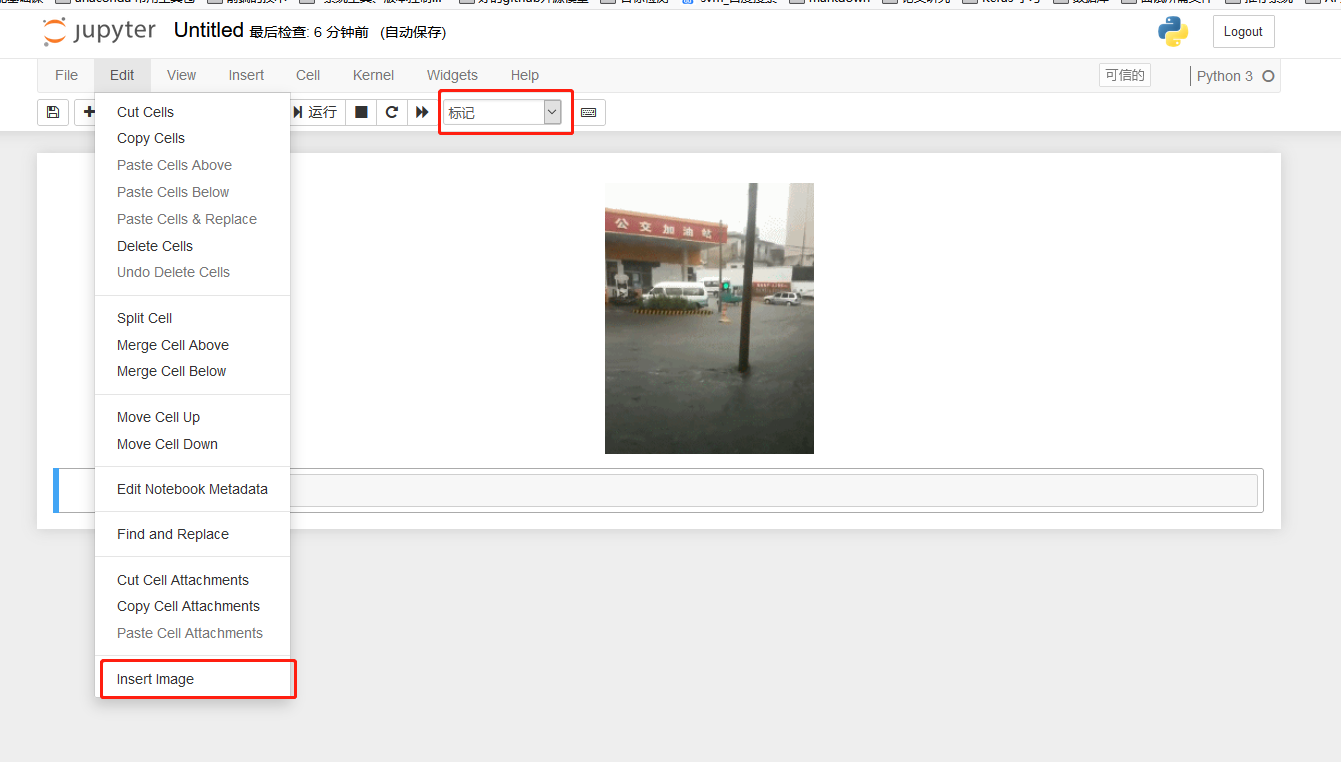 jupyter Untitled 最后检查: 6 分钟前 (自动保存) Logout
File Edit View Insert Cell Kernel Widgets Help 可信的 Python 3
运行 标记
Cut Cells
Copy Cells
Paste Cells Above
Paste Cells Below
Paste Cells & Replace
Delete Cells
Undo Delete Cells
公交加油站
Split Cell
Merge Cell Above
Merge Cell Below
Move Cell Up
Move Cell Down
Edit Notebook Metadata
Find and Replace
Cut Cell Attachments
Copy Cell Attachments
Paste Cell Attachments
Insert Image